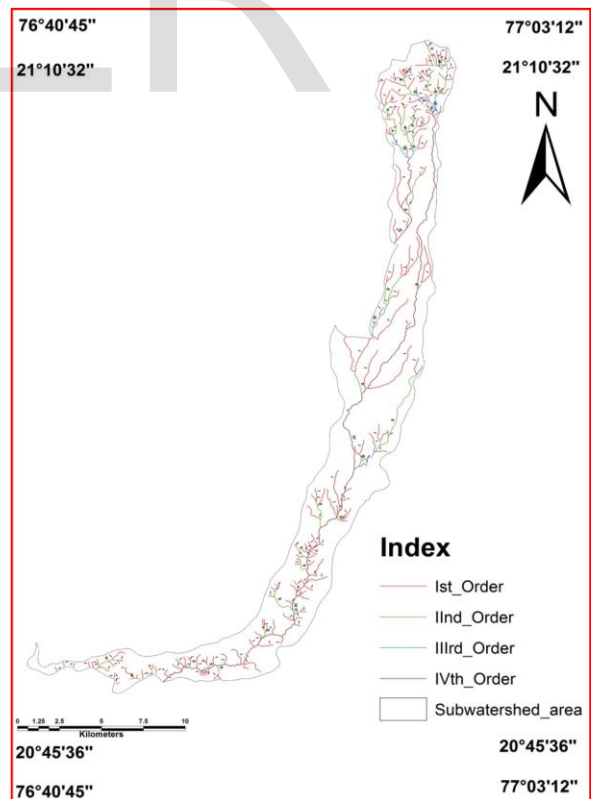 76°40'45"
77°03'12"
21°10'32"
21°10'32"
N
Index
Ist_Order
IInd_Order
IIIrd_Order
IVth_Order
Subwatershed_area
0 1.25 2.5 5 7.5 10
Kilometers
20°45'36"
20°45'36"
76°40'45"
77°03'12"